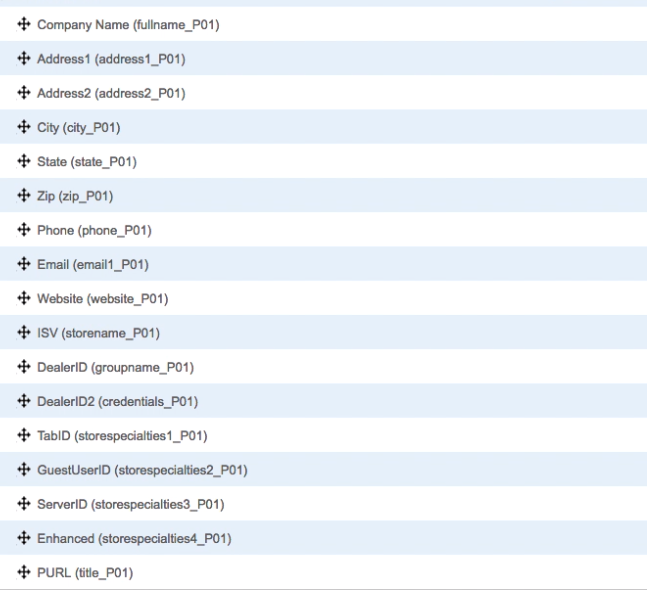 Company Name (fullname_P01)
Address1 (address1_P01)
Address2 (address2_P01)
City (city_P01)
State (state_P01)
Zip (zip_P01)
Phone (phone_P01)
Email (email1_P01)
Website (website_P01)
ISV (storename_P01)
DealerID (groupname_P01)
DealerID2 (credentials_P01)
TabID (storespecialties1_P01)
GuestUserID (storespecialties2_P01)
ServerID (storespecialties3_P01)
Enhanced (storespecialties4_P01)
PURL (title_P01)